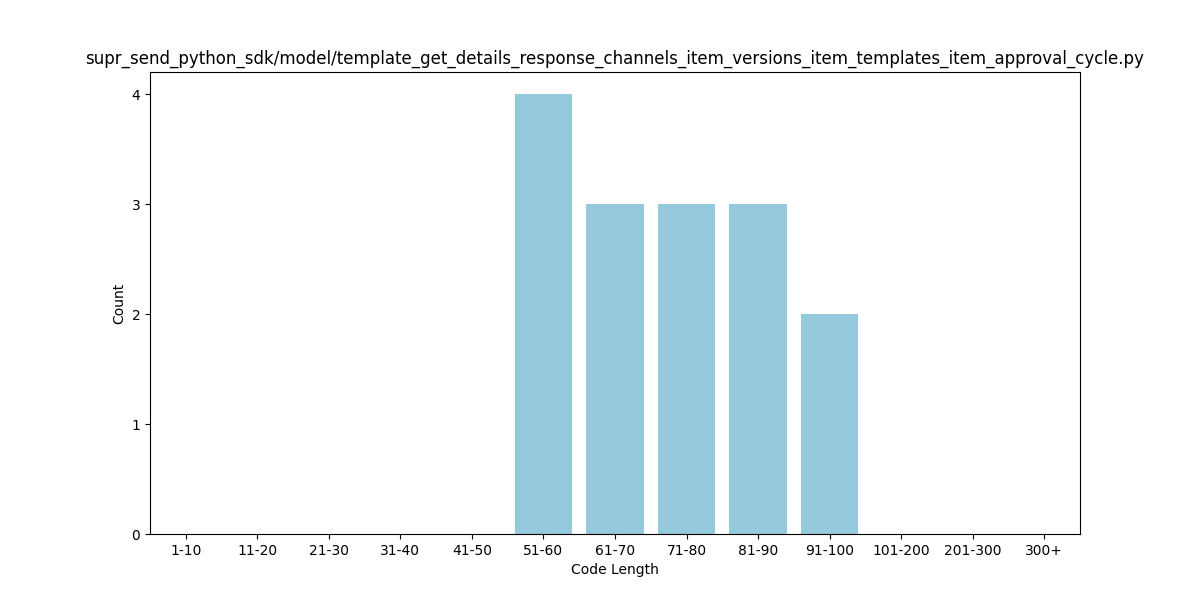 supr_send_python_sdk/model/template_get_details_response_channels_item_versions_item_templates_item_approval_cycle.py
4
3
2
1
0
Count
1-10 11-20 21-30 31-40 41-50 51-60 61-70 71-80 81-90 91-100 101-200 201-300 300+
Code Length